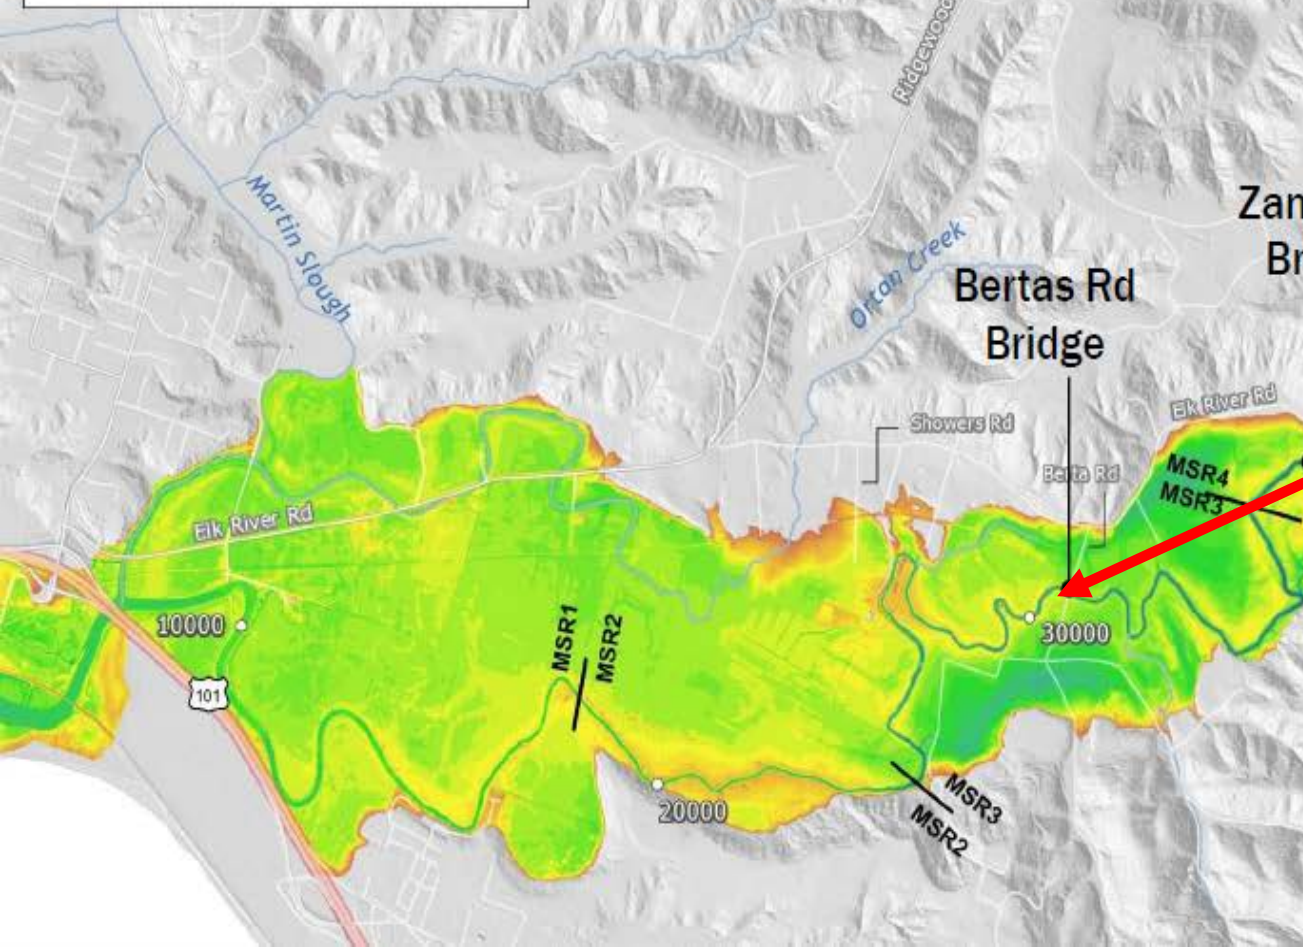 Ridgewood
Martin Slough
Ortan Creek
Zan
Br
Bertas Rd
Bridge
Elk River Rd
Showers Rd
Berta Rd
MSR4
MSR3
Elk River Rd
10000
MSR1
MSR2
30000
101
20000
MSR3
MSR2